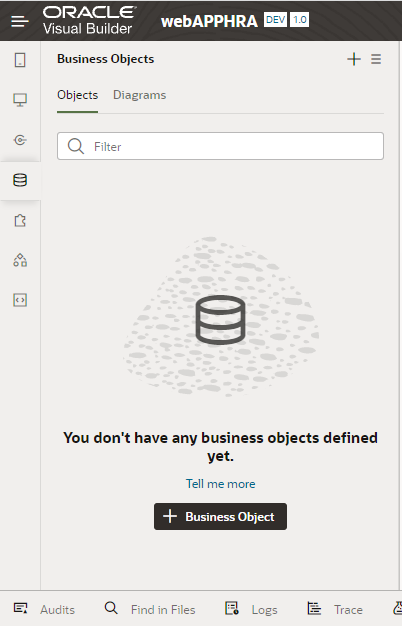 ORACLE
Visual Builder
webAPPHRA DEV 1.0
Business Objects
Objects Diagrams
Filter
You don't have any business objects defined
yet.
Tell me more
Business Object
Audits Find in Files Logs Trace